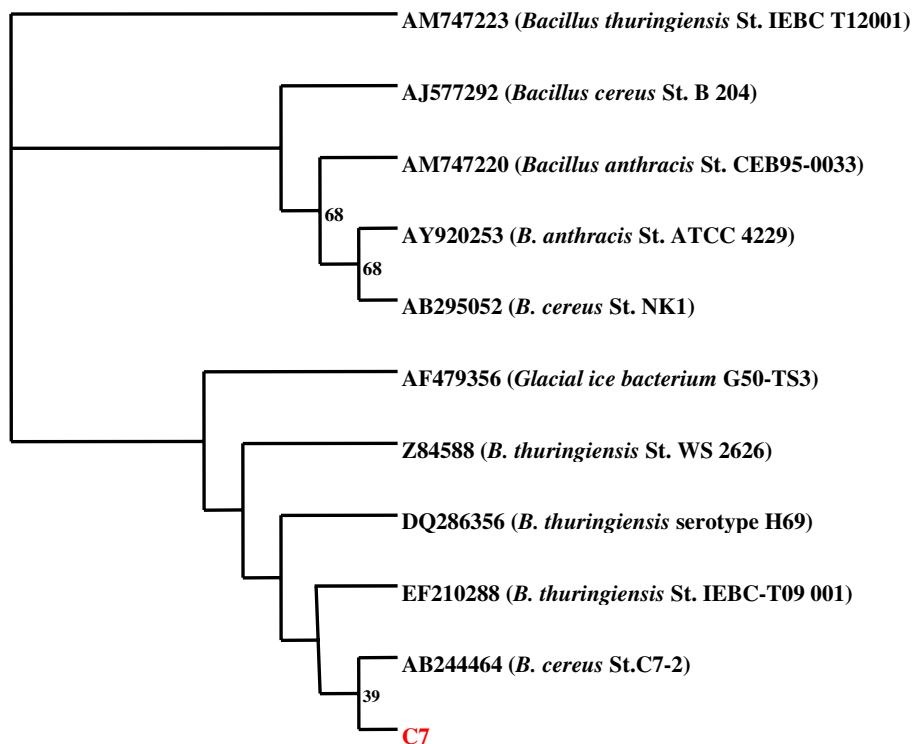 AM747223 (Bacillus thuringiensis St. IEBC T12001)
AJ577292 (Bacillus cereus St. B 204)
AM747220 (Bacillus anthracis St. CEB95-0033)
68
AY920253 (B. anthracis St. ATCC 4229)
68
AB295052 (B. cereus St. NK1)
AF479356 (Glacial ice bacterium G50-TS3)
Z84588 (B. thuringiensis St. WS 2626)
DQ286356 (B. thuringiensis serotype H69)
EF210288 (B. thuringiensis St. IEBC-T09 001)
AB244464 (B. cereus St.C7-2)
39
C7